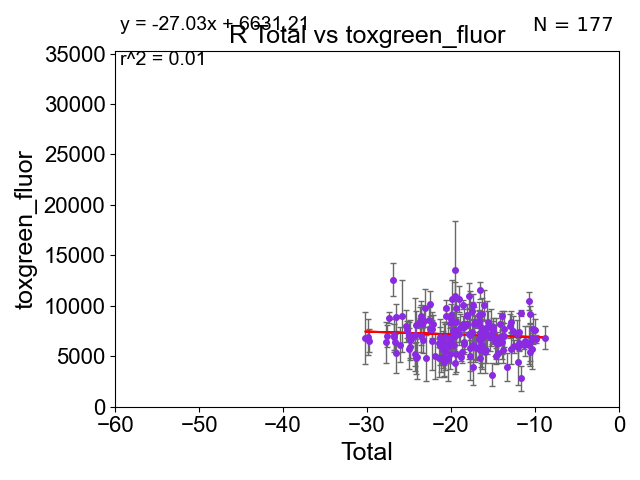 y = -27.03x + 6631.21
R Total vs toxgreen_fluor
N = 177
r^2 = 0.01
35000
30000
25000
20000
15000
10000
5000
0
toxgreen_fluor
−60
−50
−40
−30
−20
−10
0
Total